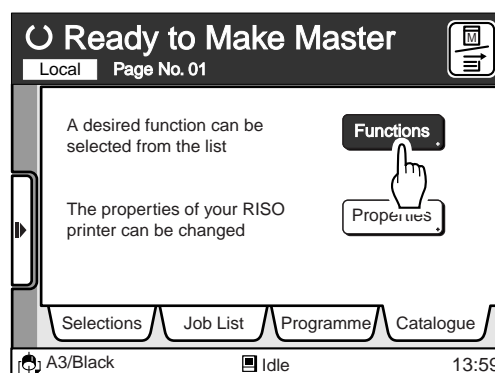 Ready to Make Master
Local Page No. 01
M
A desired function can be
selected from the list
Functions
The properties of your RISO
printer can be changed
Properties
Selections Job List Programme Catalogue
A3/Black Idle 13:59